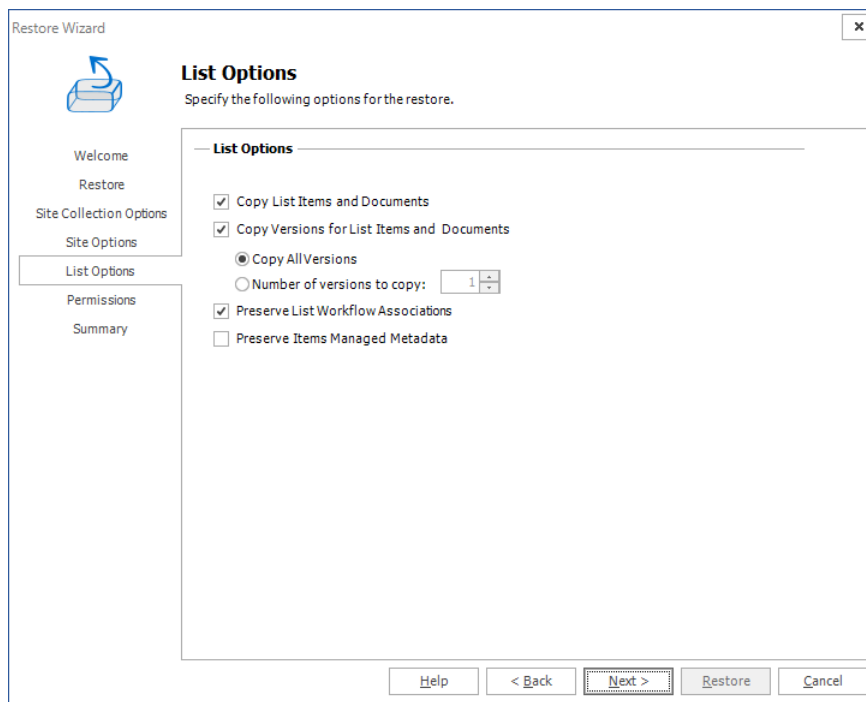 Restore Wizard
List Options
Specify the following options for the restore.
Welcome
Restore
Site Collection Options
Site Options
List Options
Permissions
Summary
List Options
Copy List Items and Documents
Copy Versions for List Items and Documents
Copy All Versions
Number of versions to copy: 1
Preserve List Workflow Associations
Preserve Items Managed Metadata
Help < Back Next > Restore Cancel